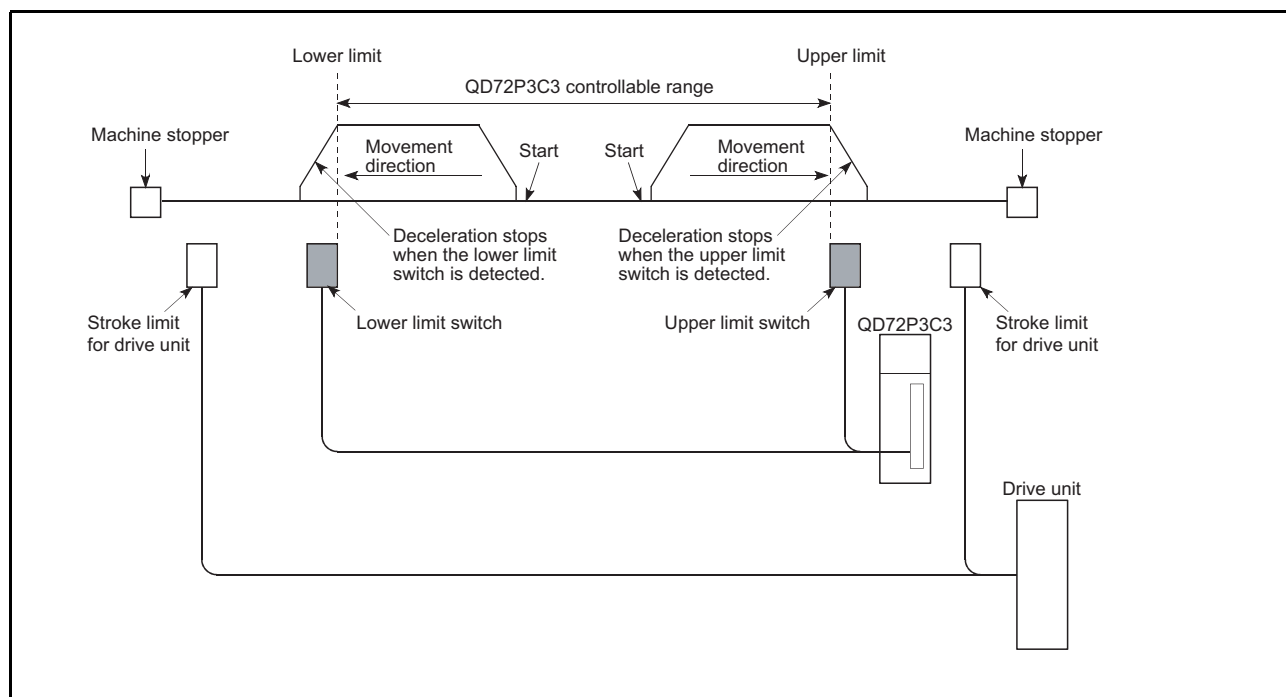 Lower limit
Upper limit
QD72P3C3 controllable range
Machine stopper
Movement
direction
Start
Start
Movement
direction
Machine stopper
Deceleration stops
when the lower limit
switch is detected.
Deceleration stops
when the upper limit
switch is detected.
Stroke limit
for drive unit
Lower limit switch
Upper limit switch
QD72P3C3
Stroke limit
for drive unit
Drive unit